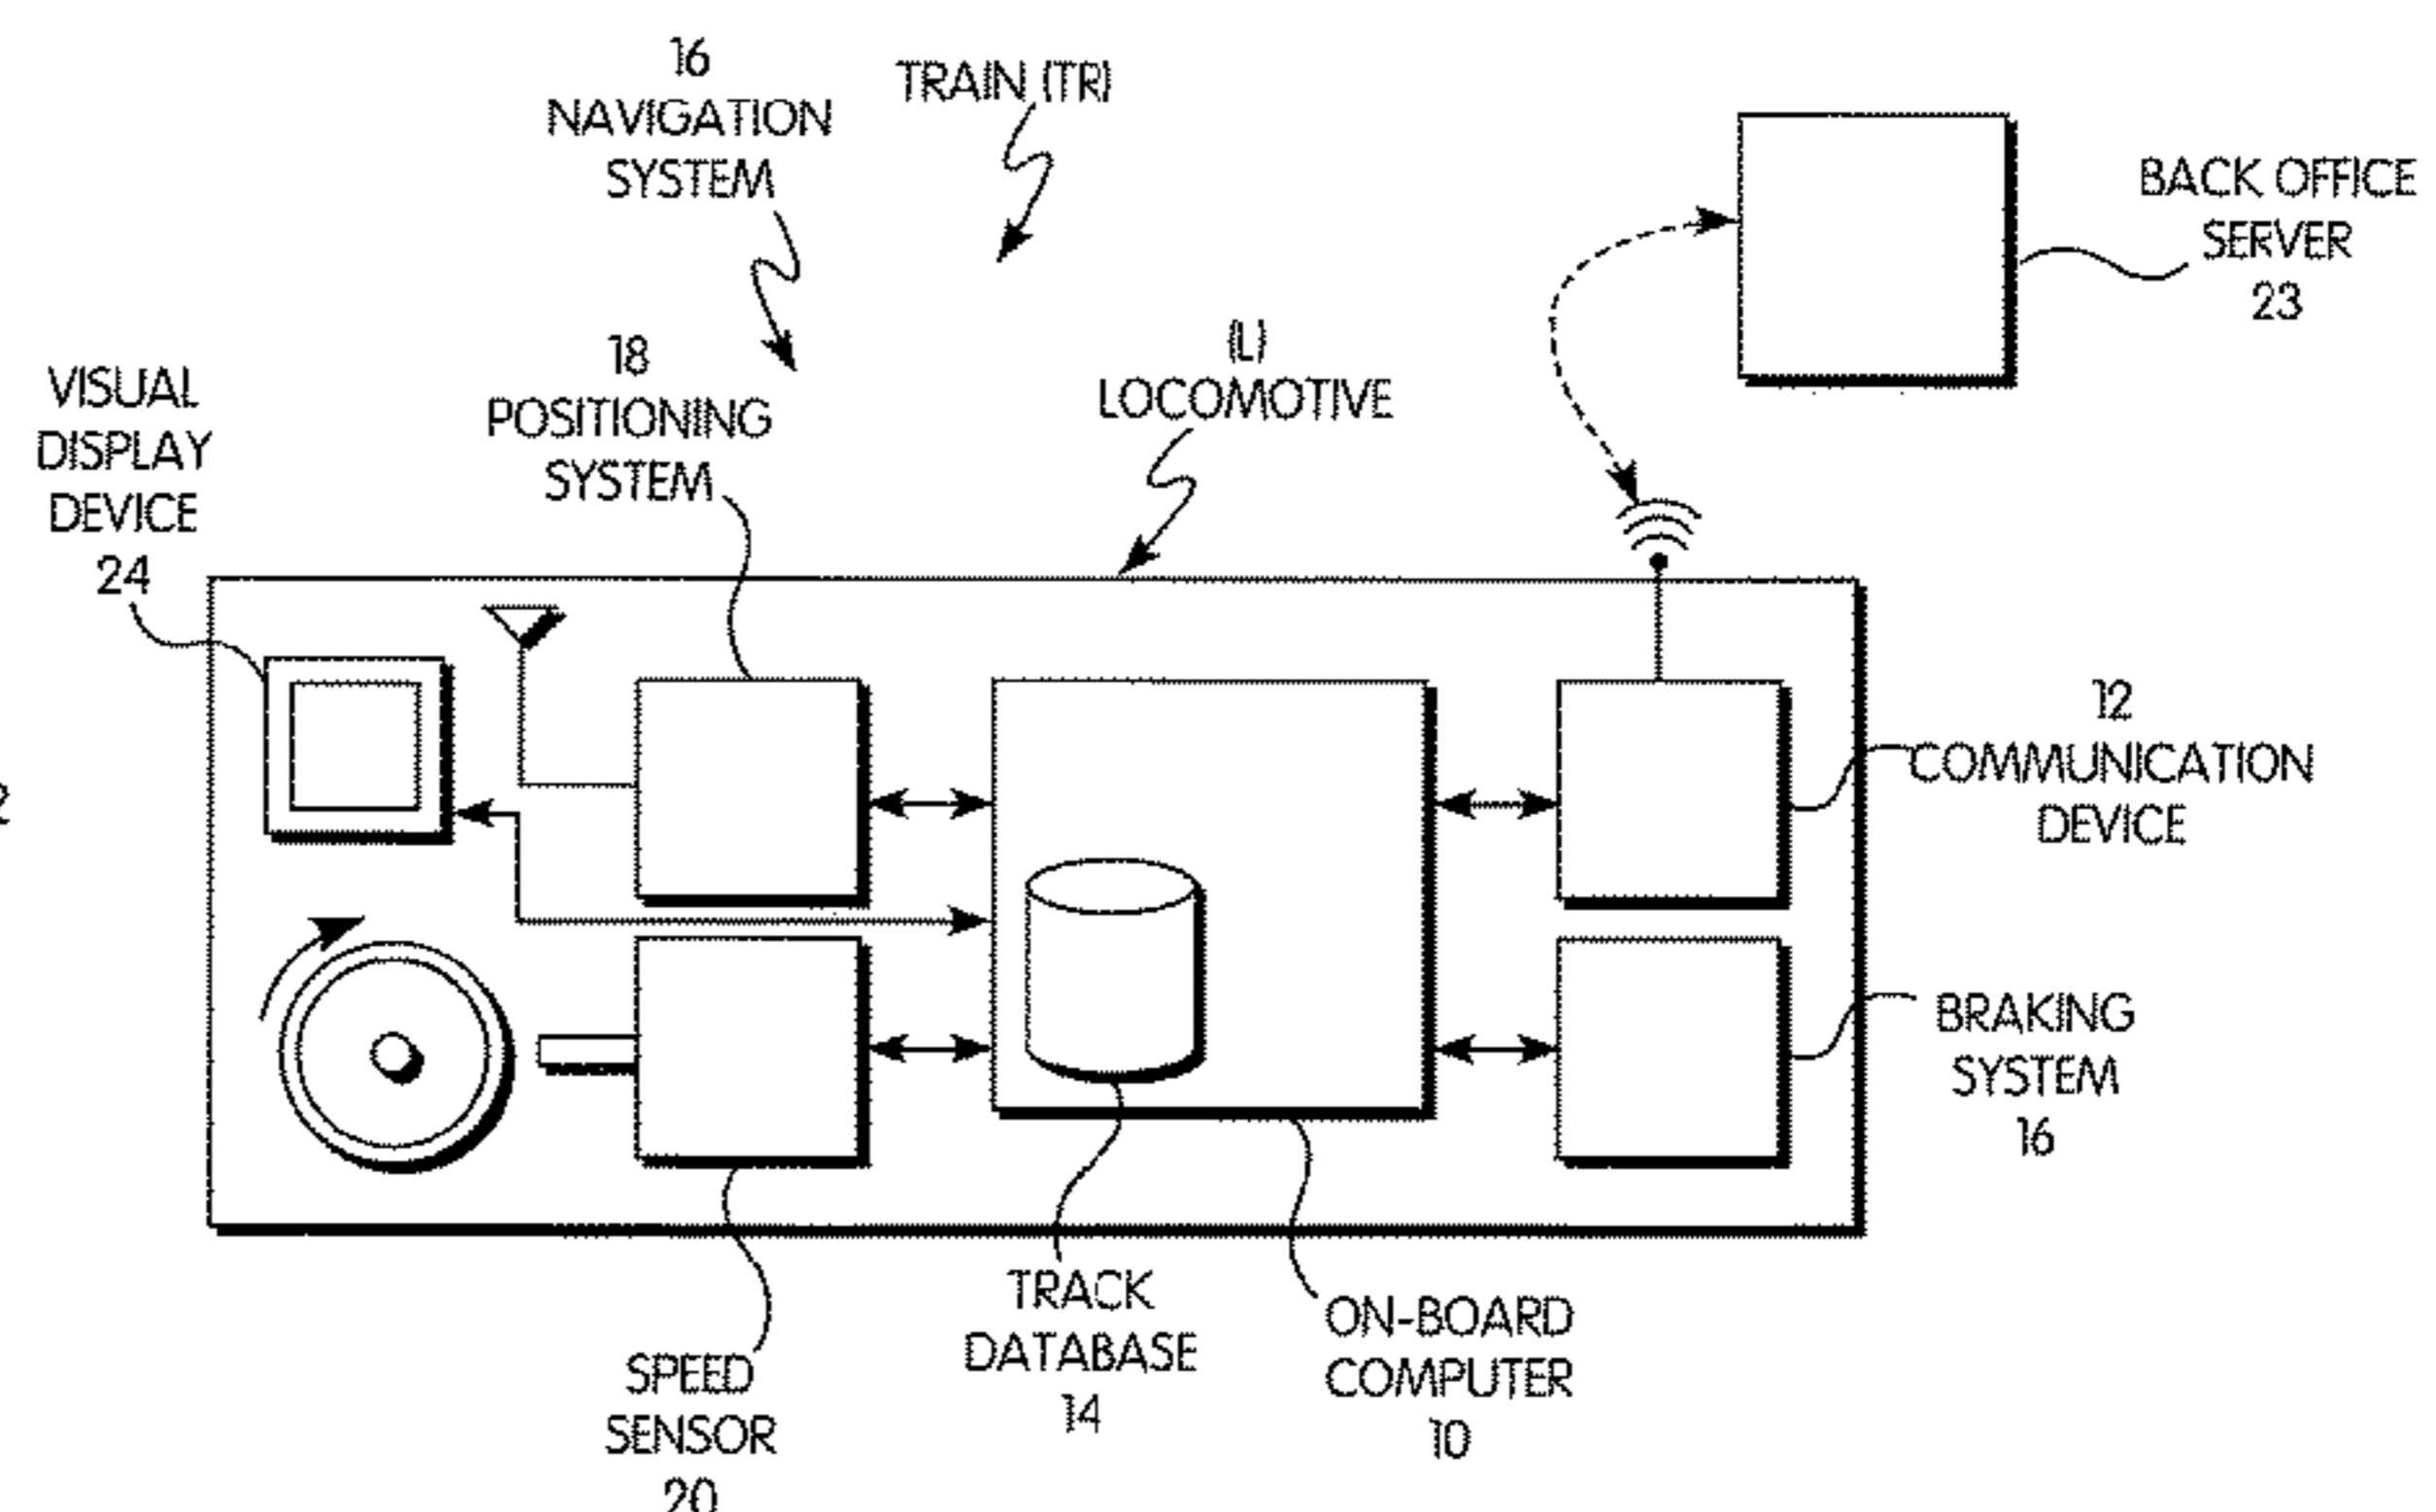 16
NAVIGATION
SYSTEM
TRAIN (TR)
BACK OFFICE
SERVER
23
18
POSITIONING
SYSTEM
(L)
LOCOMOTIVE
VISUAL
DISPLAY
DEVICE
24
12
COMMUNICATION
DEVICE
BRAKING
SYSTEM
16
TRACK
DATABASE
14
ON-BOARD
COMPUTER
10
SPEED
SENSOR
20